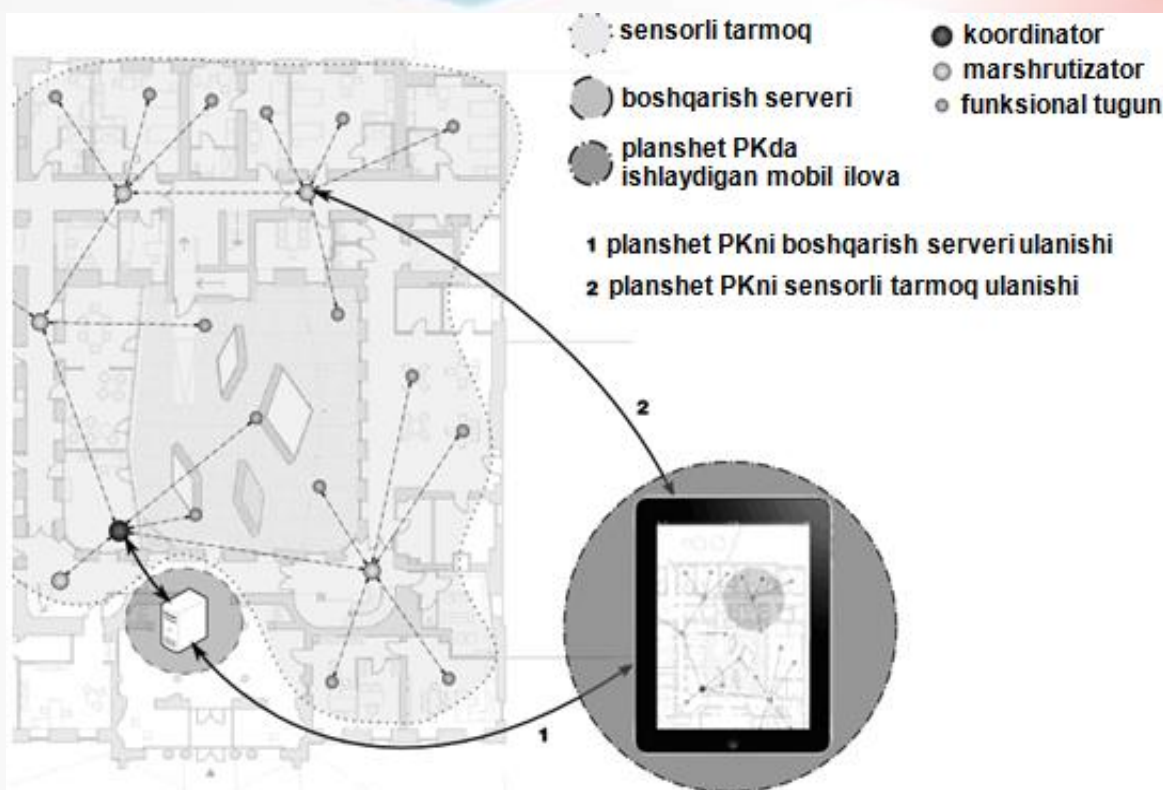 sensorli tarmoq
boshqarish serveri
planshet PKda
ishlaydigan mobil ilova
koordinator
marshrutizator
funksional tugun
1 planshet PKni boshqarish serveri ulanishi
2 planshet PKni sensorli tarmoq ulanishi
2
1